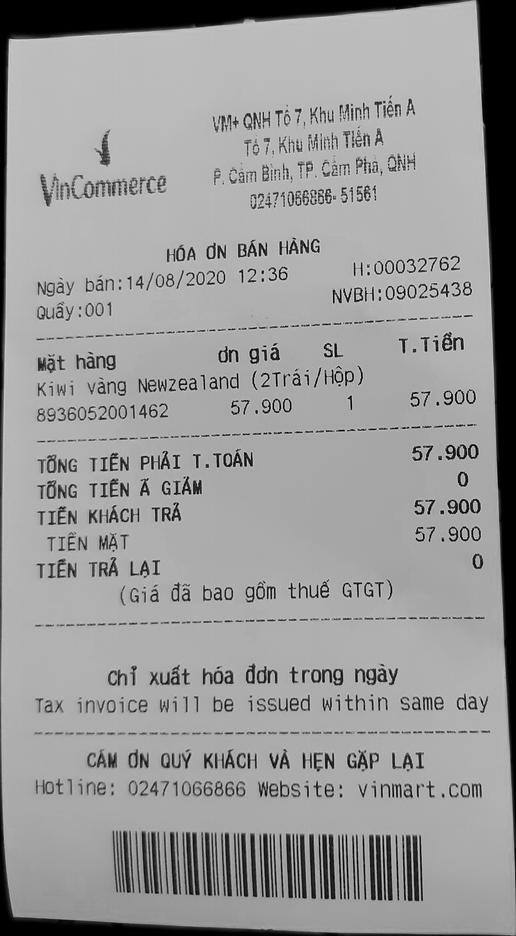 VM+ QNH Tổ 7, Khu Minh Tiến A
Tổ 7, Khu Minh Tiến A
P. Cẩm Bình, TP. Cẩm Phả, QNH
02471066866- 51561
VinCommerce
HÓA ƠN BÁN HÀNG
Ngày bán:14/08/2020 12:36 H:00032762
Quầy:001 NVBH:09025438
Mặt hàng ơn giá SL T.Tiền
Kiwi vàng Newzealand (2Trái/Hộp)
8936052001462 57.900 1 57.900
TỔNG TIỀN PHẢI T.TOÁN 57.900
TỔNG TIỀN Ã GIẢM 0
TIỀN KHÁCH TRẢ 57.900
TIỀN MẶT 57.900
TIỀN TRẢ LẠI 0
(Giá đã bao gồm thuế GTGT)
Chỉ xuất hóa đơn trong ngày
Tax invoice will be issued within same day
CẢM ƠN QUÝ KHÁCH VÀ HẸN GẶP LẠI
Hotline: 02471066866 Website: vinmart.com